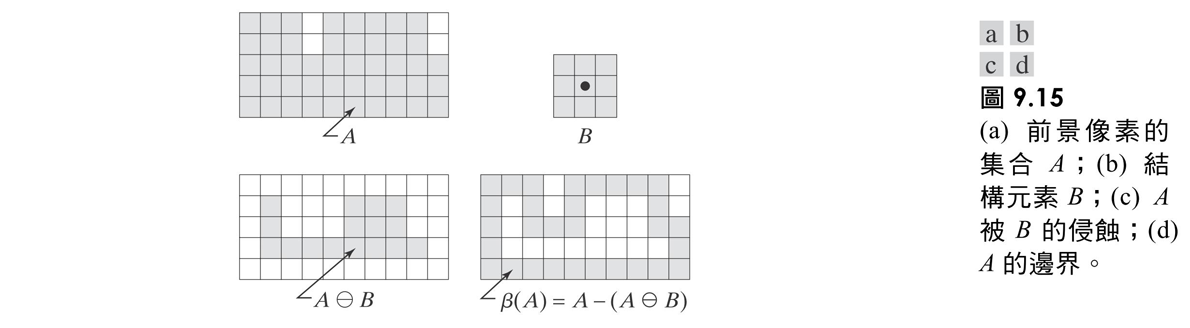 A
B
A ⊖ B
β(A) = A − (A ⊖ B)
a b
c d
圖 9.15
(a) 前景像素的
集合 A；(b) 結
構元素 B；(c) A
被 B 的侵蝕；(d)
A 的邊界。